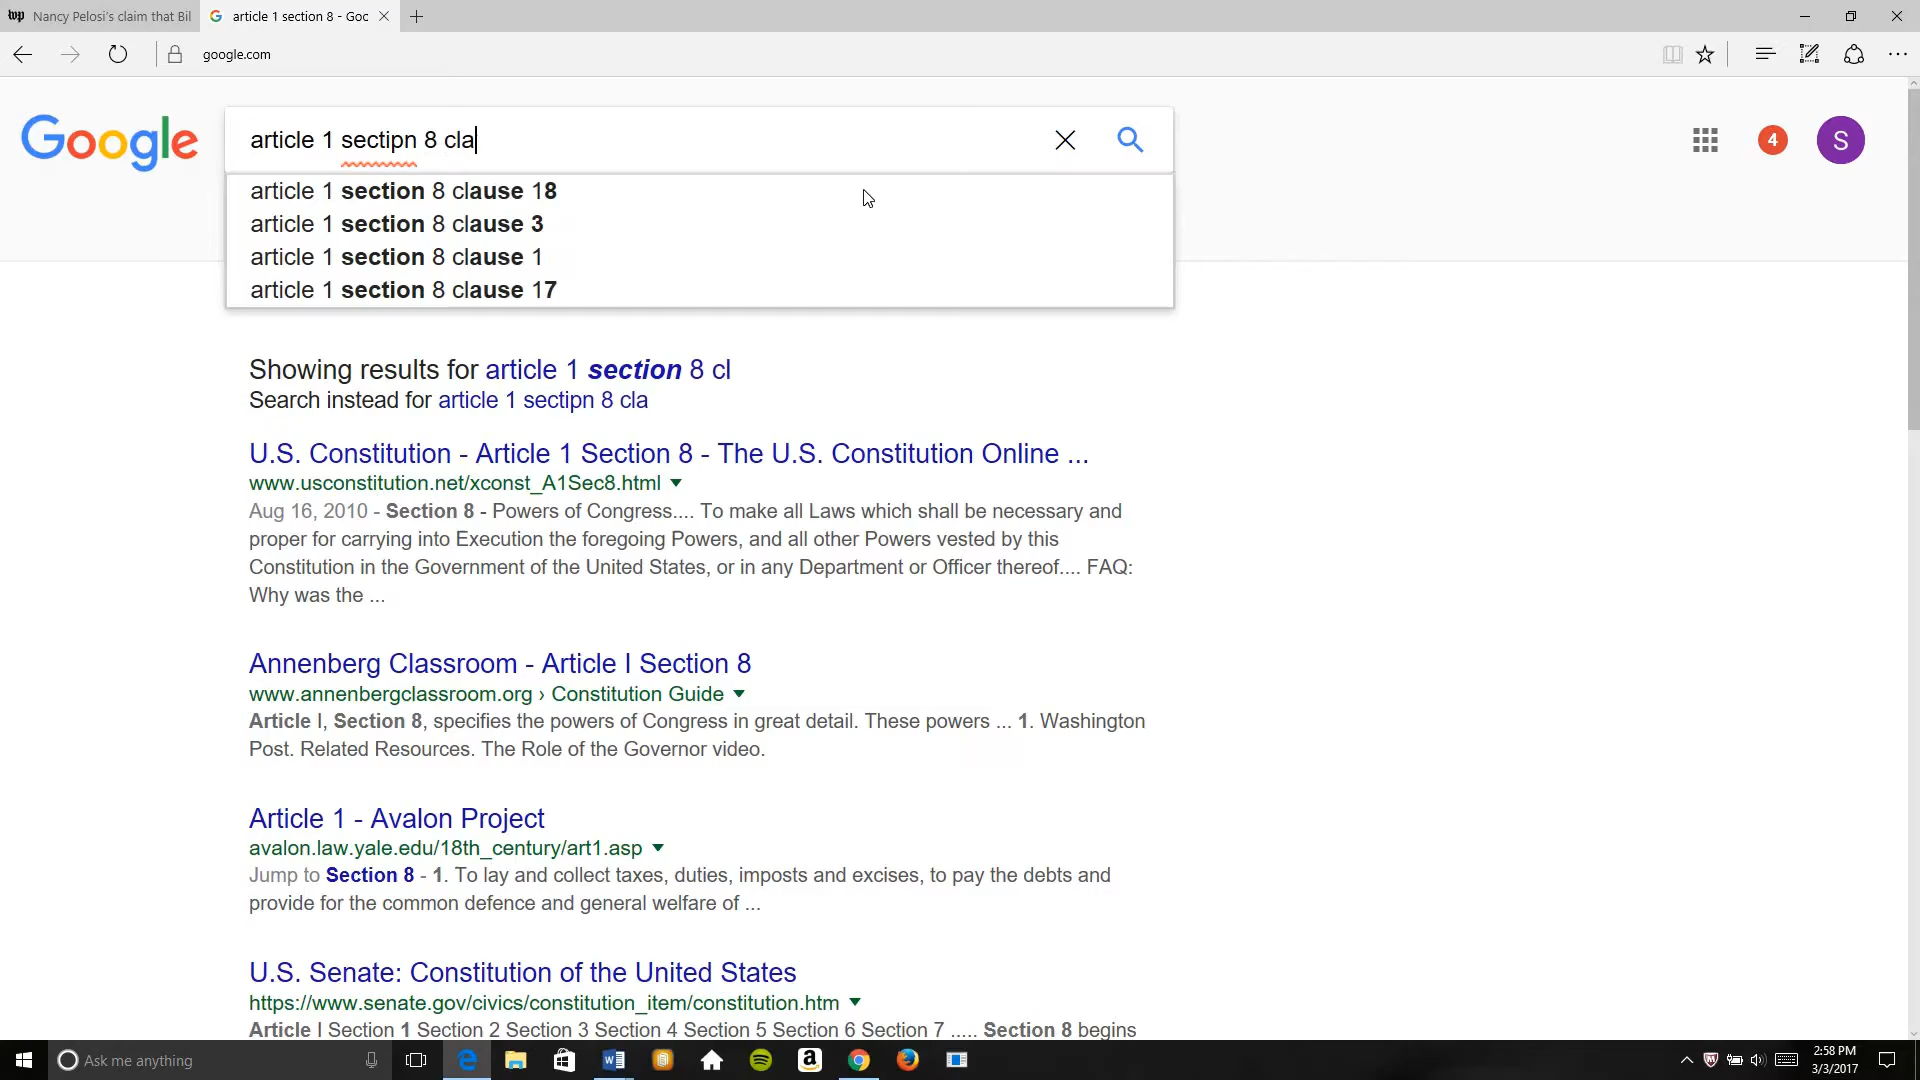 Nancy Pelosi's claim that Bil
article 1 section 8 - Goc
google.com
Google
article 1 sectipn 8 cla
4
S
article 1 section 8 clause 18
article 1 section 8 clause 3
article 1 section 8 clause 1
article 1 section 8 clause 17
Showing results for article 1 section 8 cl
Search instead for article 1 sectipn 8 cla
U.S. Constitution - Article 1 Section 8 - The U.S. Constitution Online ...
www.usconstitution.net/xconst_A1Sec8.html
Aug 16, 2010 - Section 8 - Powers of Congress.... To make all Laws which shall be necessary and
proper for carrying into Execution the foregoing Powers, and all other Powers vested by this
Constitution in the Government of the United States, or in any Department or Officer thereof.... FAQ:
Why was the ...
Annenberg Classroom - Article I Section 8
www.annenbergclassroom.org › Constitution Guide
Article I, Section 8, specifies the powers of Congress in great detail. These powers ... 1. Washington
Post. Related Resources. The Role of the Governor video.
Article 1 - Avalon Project
avalon.law.yale.edu/18th_century/art1.asp
Jump to Section 8 - 1. To lay and collect taxes, duties, imposts and excises, to pay the debts and
provide for the common defence and general welfare of ...
U.S. Senate: Constitution of the United States
https://www.senate.gov/civics/constitution_item/constitution.htm
Article I Section 1 Section 2 Section 3 Section 4 Section 5 Section 6 Section 7 ..... Section 8 begins
Ask me anything
2:58 PM
3/3/2017